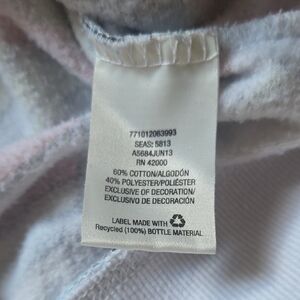 771012063993
SEAS: 5813
A5684JUN13
RN 42000
60% COTTON/ALGODÓN
40% POLYESTER/POLIÉSTER
EXCLUSIVE OF DECORATION/
EXCLUSIVO DE DECORACIÓN
LABEL MADE WITH
Recycled (100%) BOTTLE MATERIAL